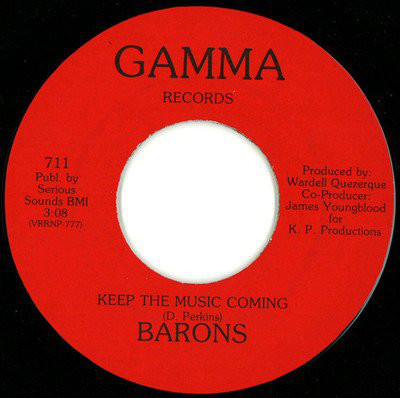 GAMMA
RECORDS
711
Publ. by
Serious
Sounds BMI
3:08
(VRRNP-777)
Produced by:
Wardell Quezerque
Co-Producer:
James Youngblood
for
K. P. Productions
KEEP THE MUSIC COMING
(D. Perkins)
BARONS